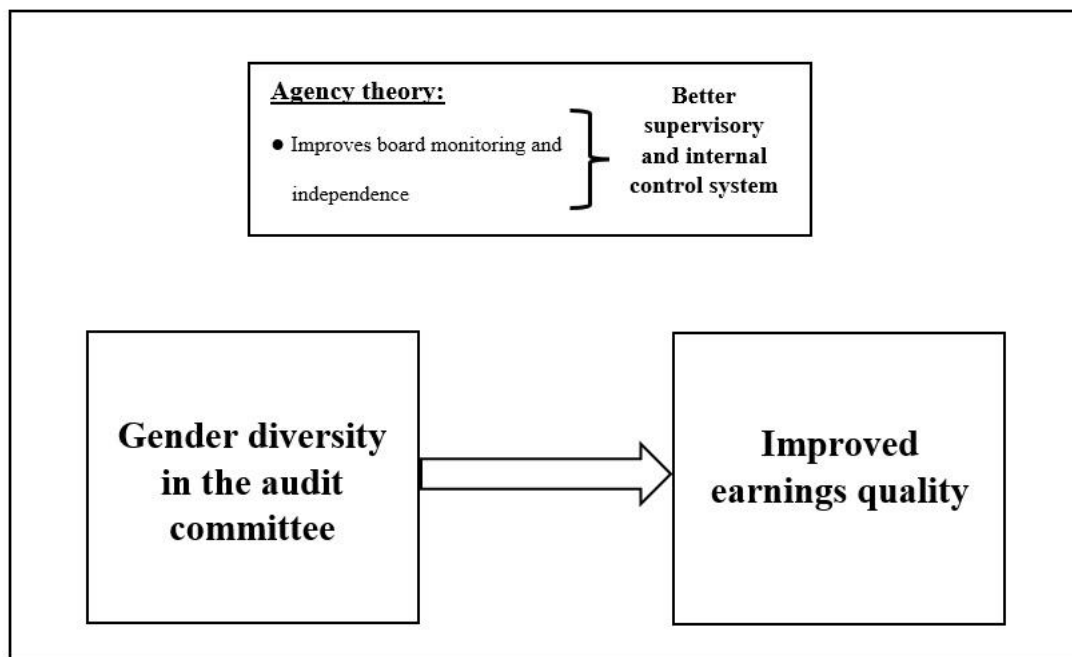 Agency theory:
● Improves board monitoring and
independence
Better
supervisory
and internal
control system
Gender diversity
in the audit
committee
Improved
earnings quality